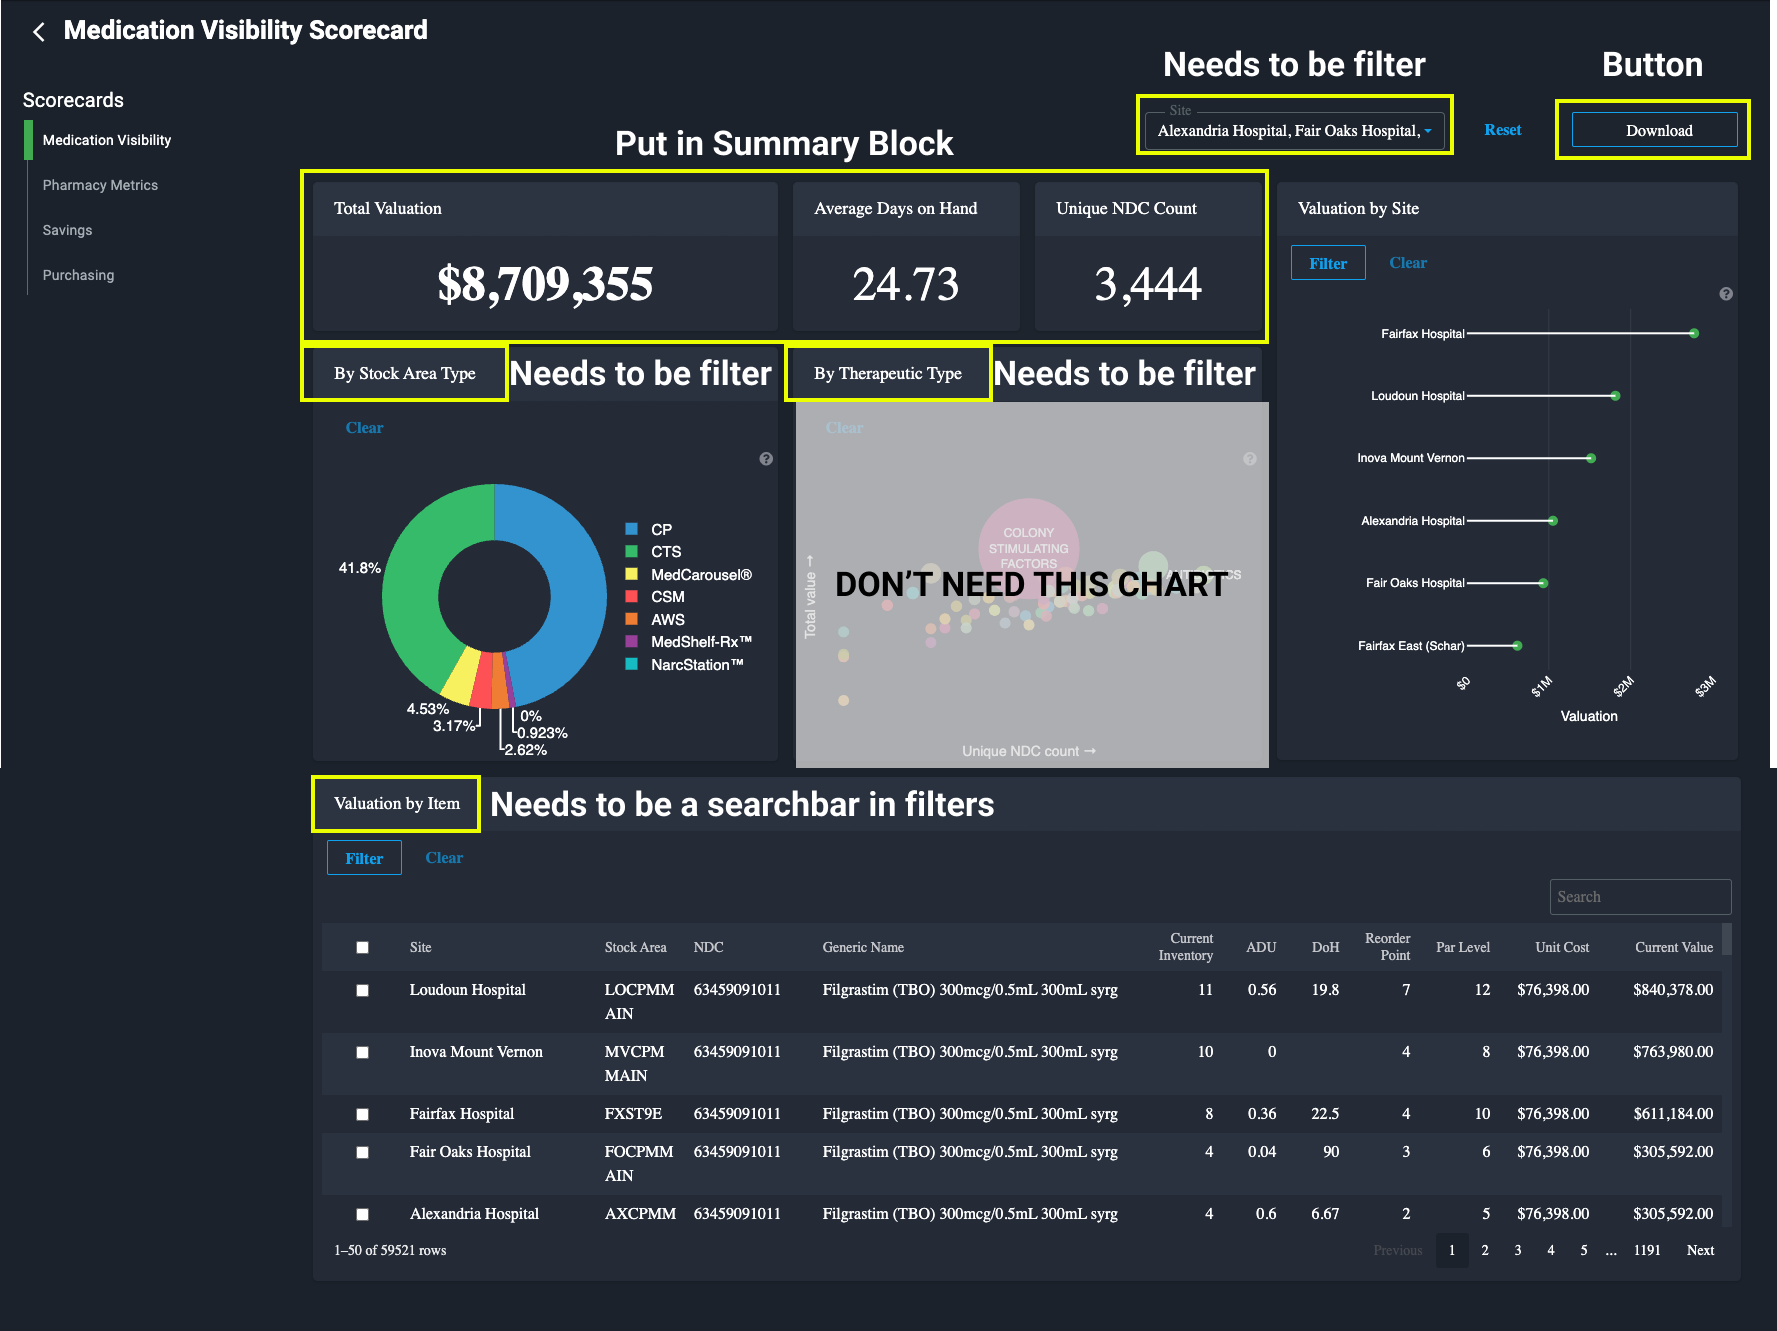 Medication Visibility Scorecard
Needs to be filter
Button
Scorecards
Medication Visibility
Pharmacy Metrics
Savings
Purchasing
Put in Summary Block
Site
Alexandria Hospital, Fair Oaks Hospital,
Reset
Download
Total Valuation
$8,709,355
Average Days on Hand
24.73
Unique NDC Count
3,444
Valuation by Site
Filter
Clear
?
Fairfax Hospital
Loudoun Hospital
Inova Mount Vernon
Alexandria Hospital
Fair Oaks Hospital
Fairfax East (Schar)
$0
$1M
$2M
$3M
Valuation
By Stock Area Type
Needs to be filter
Clear
?
41.8%
4.53%
3.17%
0%
0.923%
2.62%
CP
CTS
MedCarousel®
CSM
AWS
MedShelf-Rx™
NarcStation™
By Therapeutic Type
Needs to be filter
Clear
?
COLONY
STIMULATING
FACTORS
DON'T NEED THIS CHART
Total value →
Unique NDC count →
Valuation by Item
Needs to be a searchbar in filters
Filter
Clear
Search
Site Stock Area NDC Generic Name Current Inventory ADU DoH Reorder Point Par Level Unit Cost Current Value
Loudoun Hospital LOCPMM 63459091011 Filgrastim (TBO) 300mcg/0.5mL 300mL syrg 11 0.56 19.8 7 12 $76,398.00 $840,378.00
AIN
Inova Mount Vernon MVCPM 63459091011 Filgrastim (TBO) 300mcg/0.5mL 300mL syrg 10 0 4 8 $76,398.00 $763,980.00
MAIN
Fairfax Hospital FXST9E 63459091011 Filgrastim (TBO) 300mcg/0.5mL 300mL syrg 8 0.36 22.5 4 10 $76,398.00 $611,184.00
Fair Oaks Hospital FOCPMM 63459091011 Filgrastim (TBO) 300mcg/0.5mL 300mL syrg 4 0.04 90 3 6 $76,398.00 $305,592.00
AIN
Alexandria Hospital AXCPMM 63459091011 Filgrastim (TBO) 300mcg/0.5mL 300mL syrg 4 0.6 6.67 2 5 $76,398.00 $305,592.00
1–50 of 59521 rows
Previous 1 2 3 4 5 ... 1191 Next